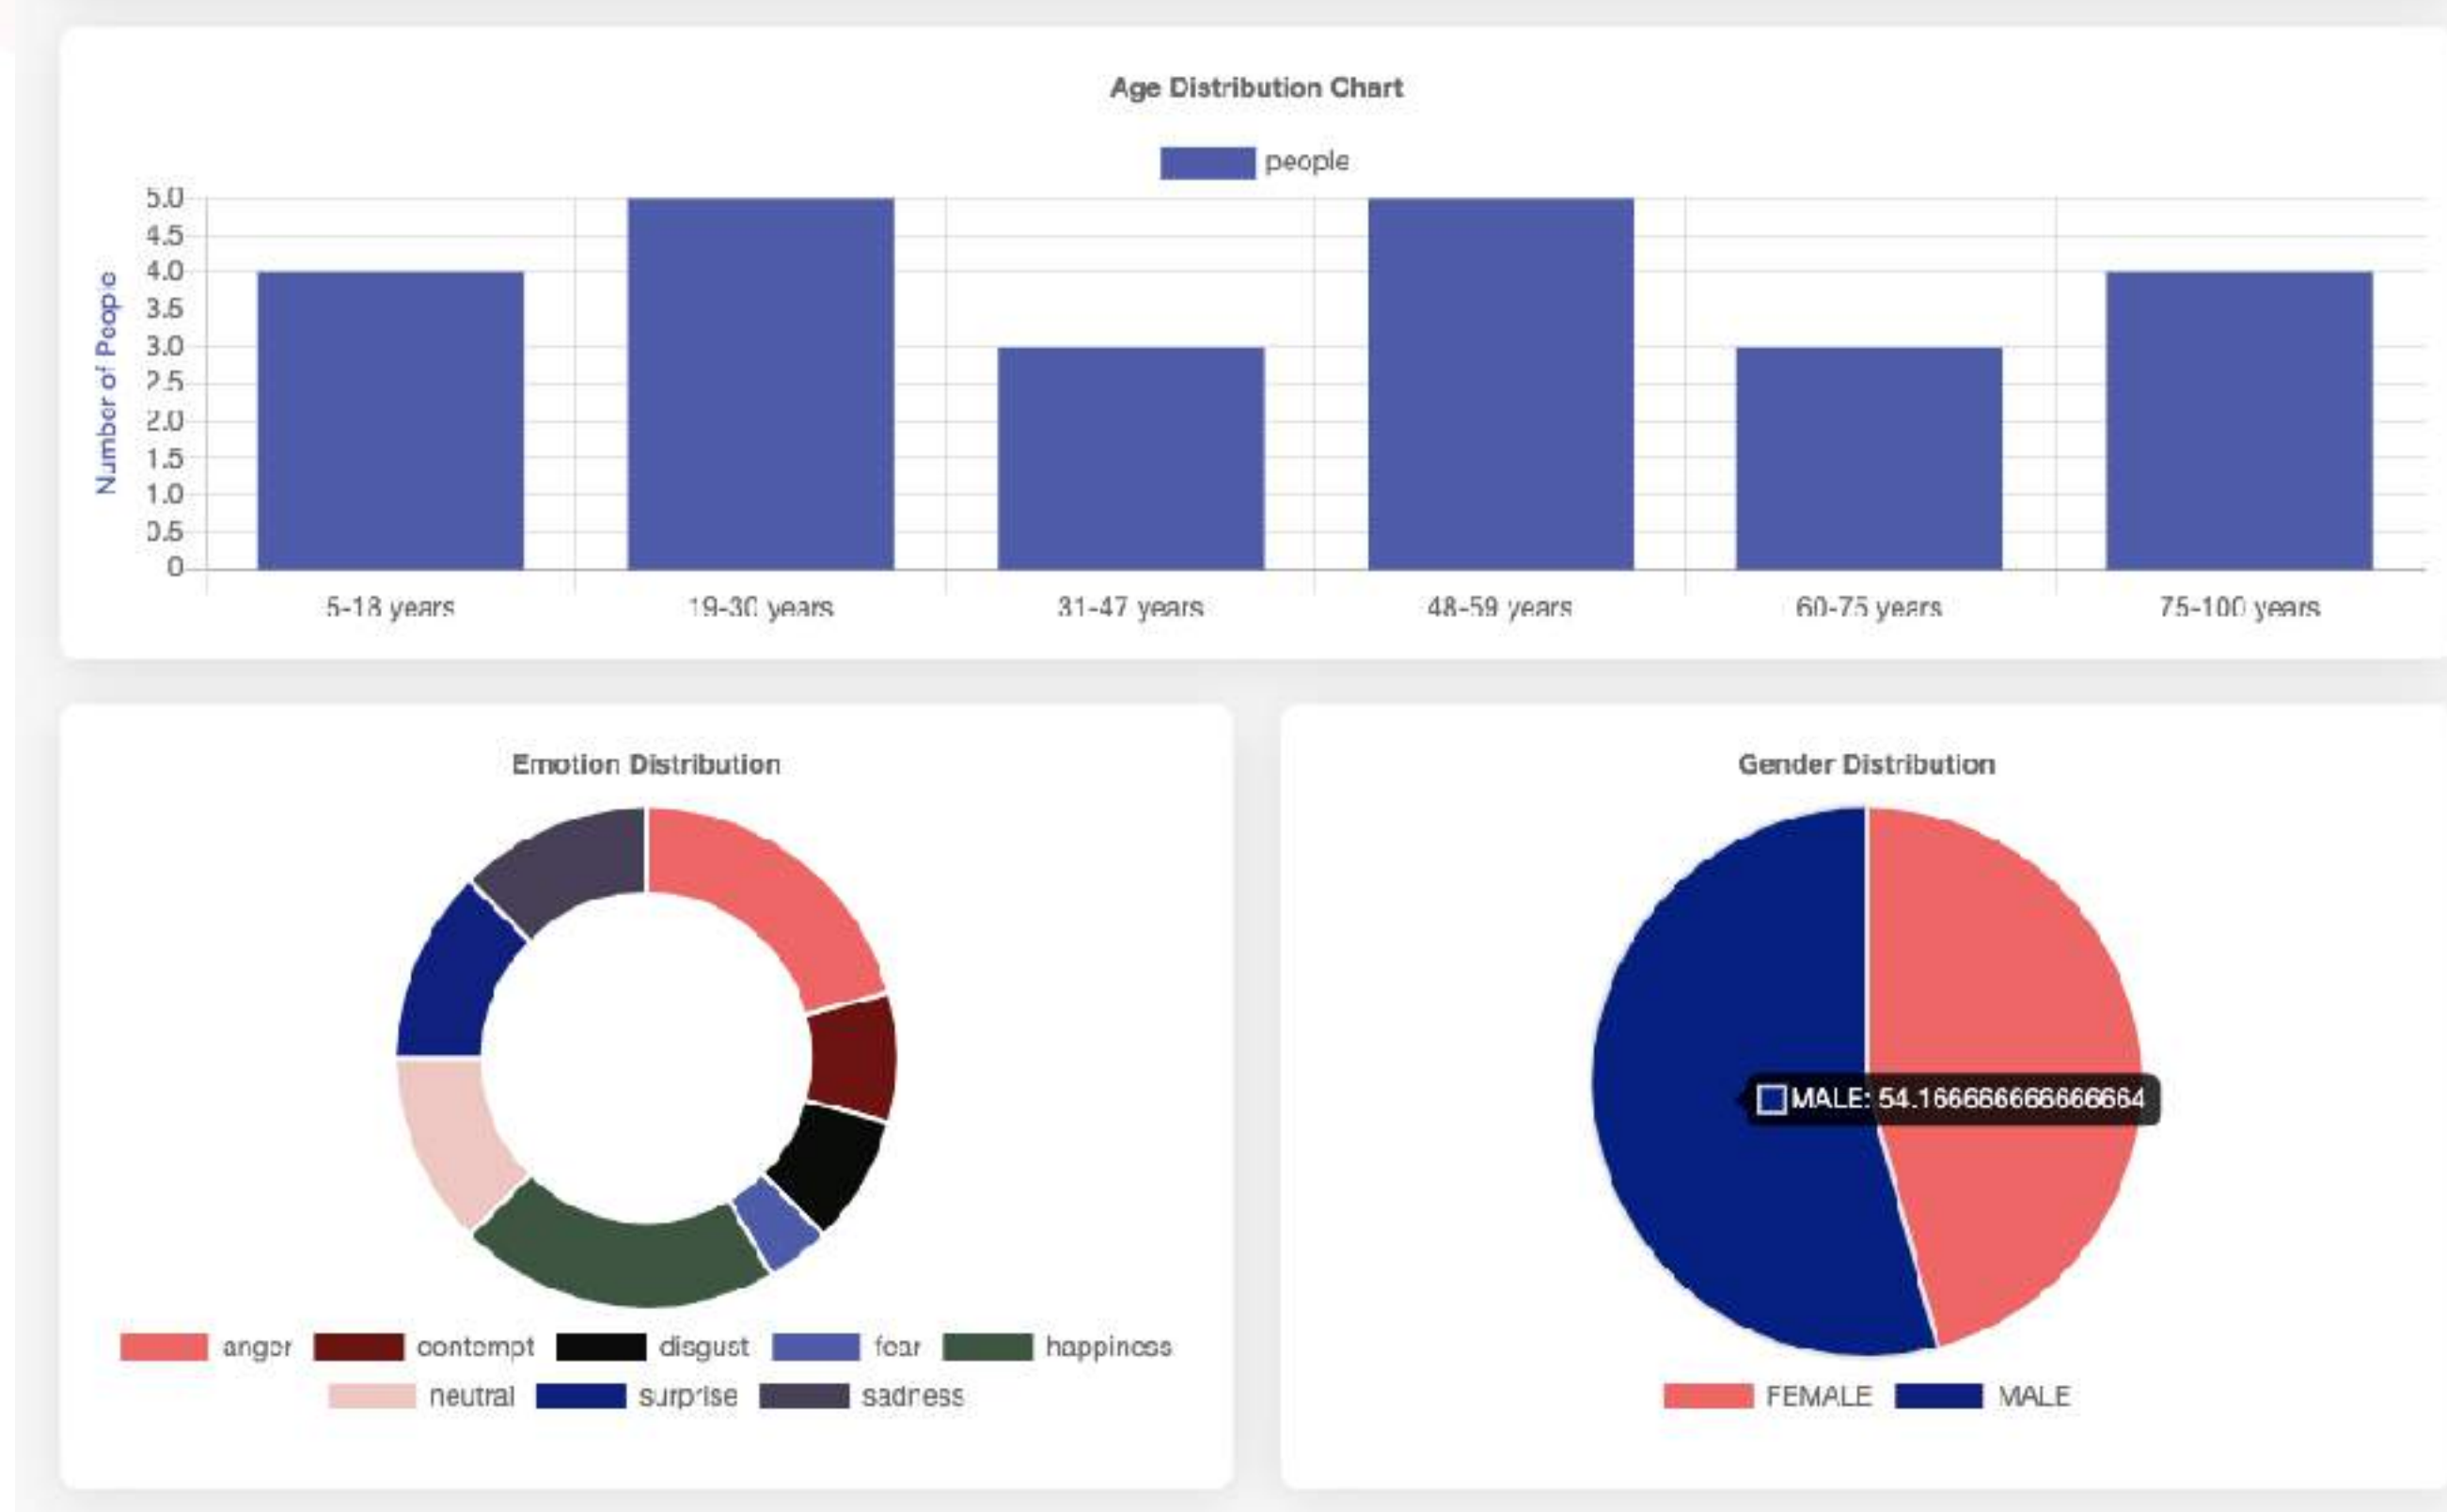 Age Distribution Chart
people
5.0
4.5
4.0
3.5
3.0
2.5
2.0
1.5
1.0
0.5
0
Number of People
5-18 years 19-30 years 31-47 years 48-59 years 60-75 years 75-100 years
Emotion Distribution
anger contempt disgust fear happiness
neutral surprise sadness
Gender Distribution
MALE: 54.166666666666664
FEMALE MALE